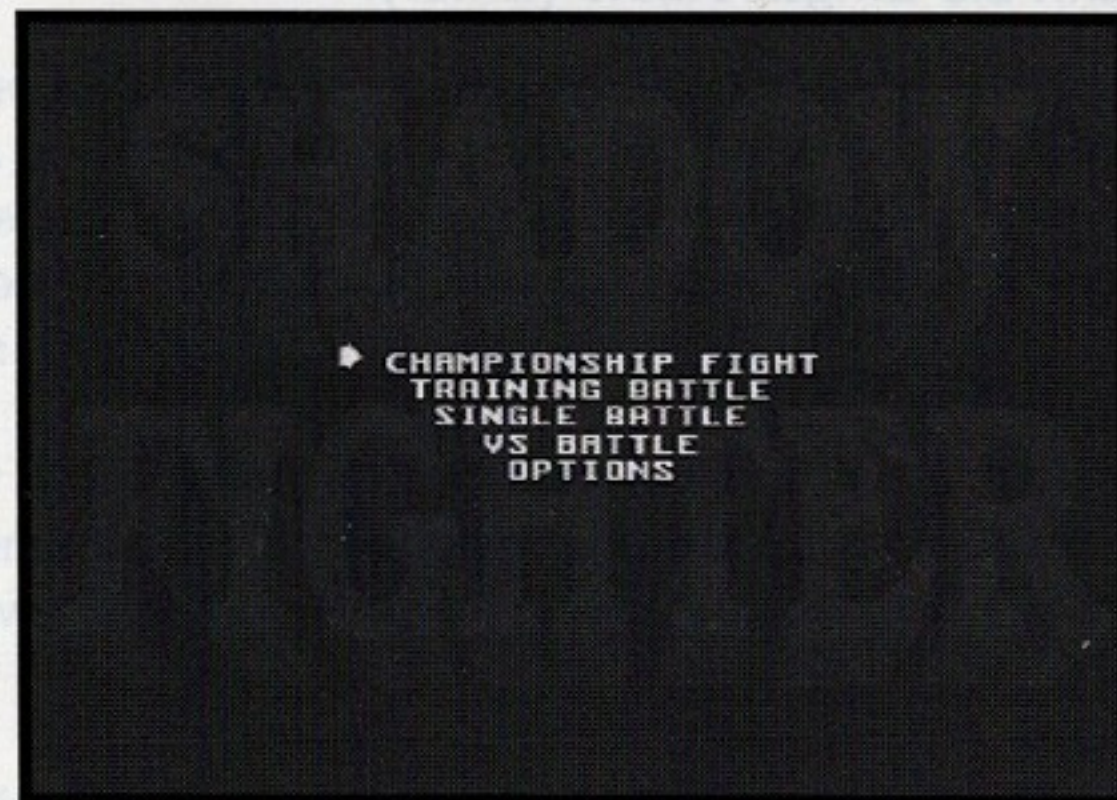 CHAMPIONSHIP FIGHT
TRAINING BATTLE
SINGLE BATTLE
VS BATTLE
OPTIONS